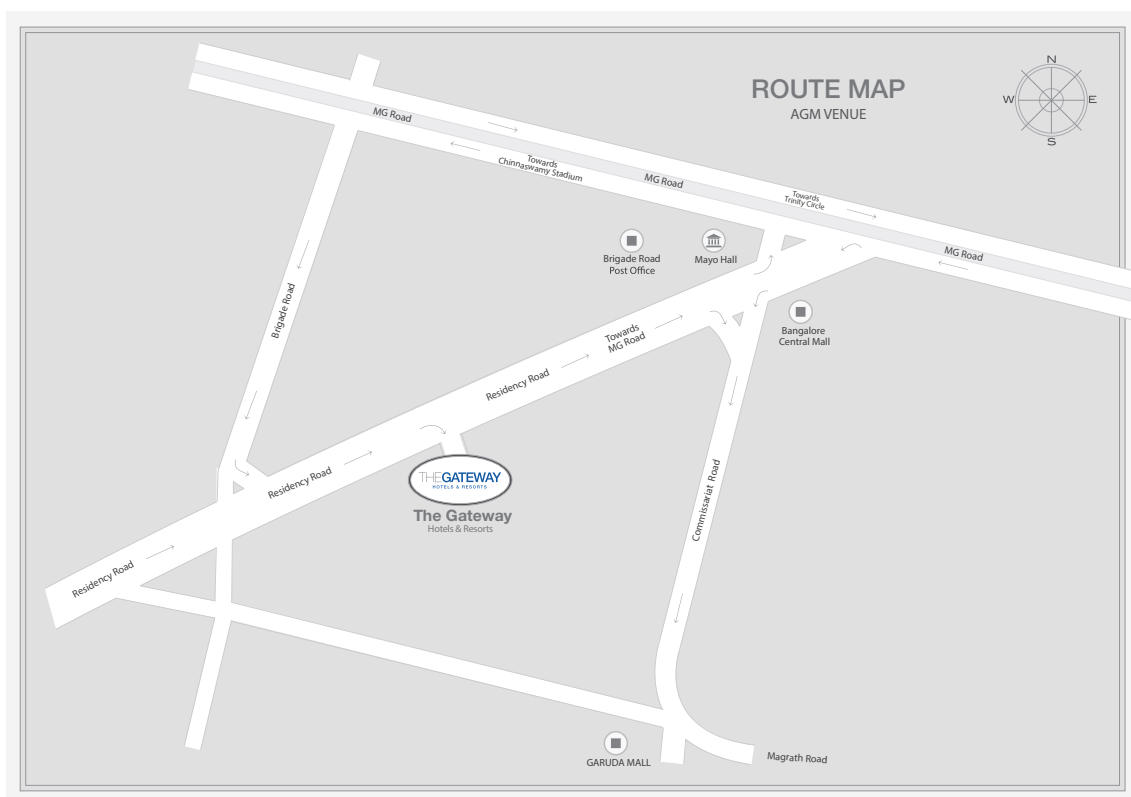 ROUTE MAP
AGM VENUE
N
W
E
S
MG Road
Towards
Chinnaswamy Stadium
MG Road
Towards
Trinity Circle
MG Road
Brigade Road
Post Office
Mayo Hall
Bangalore
Central Mall
Brigade Road
Towards
MG Road
Residency Road
Residency Road
Residency Road
THEGATEWAY
HOTELS & RESORTS
The Gateway
Hotels & Resorts
Commissariat Road
GARUDA MALL
Magrath Road